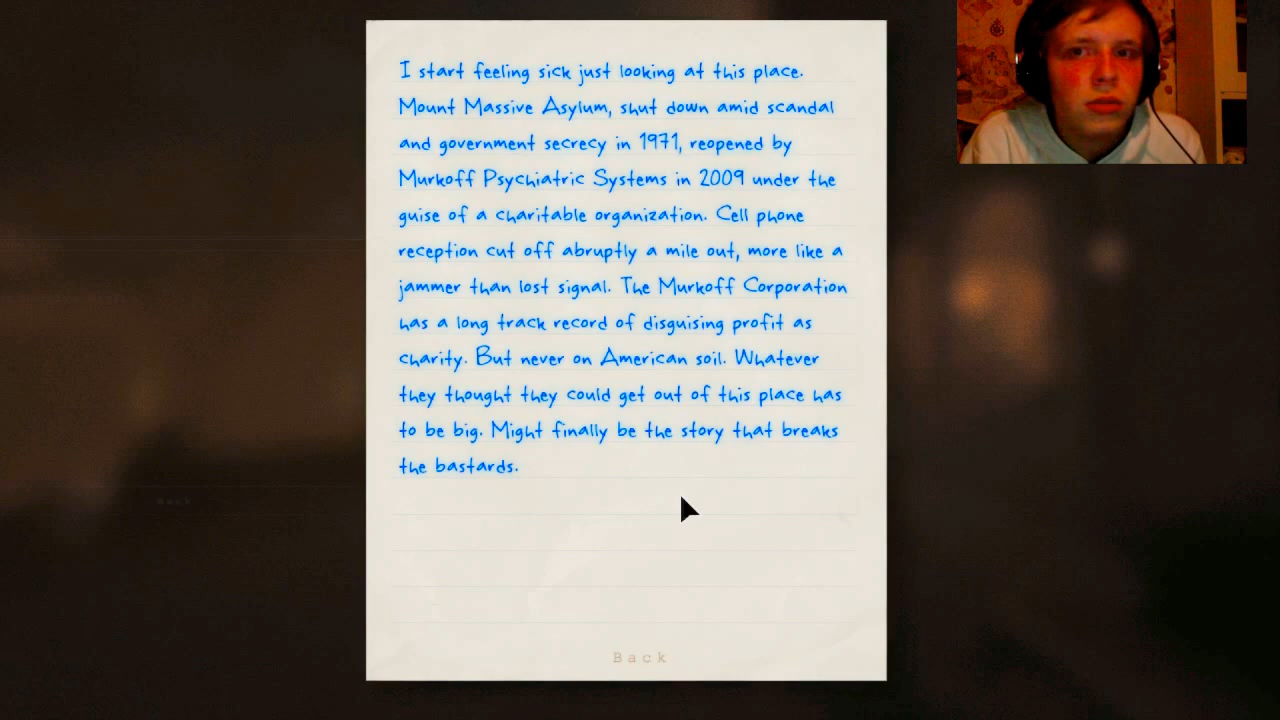 I start feeling sick just looking at this place.
Mount Massive Asylum, shut down amid scandal
and government secrecy in 1971, reopened by
Murkoff Psychiatric Systems in 2009 under the
guise of a charitable organization. Cell phone
reception cut off abruptly a mile out, more like a
jammer than lost signal. The Murkoff Corporation
has a long track record of disguising profit as
charity. But never on American soil. Whatever
they thought they could get out of this place has
to be big. Might finally be the story that breaks
the bastards.
Back
Back